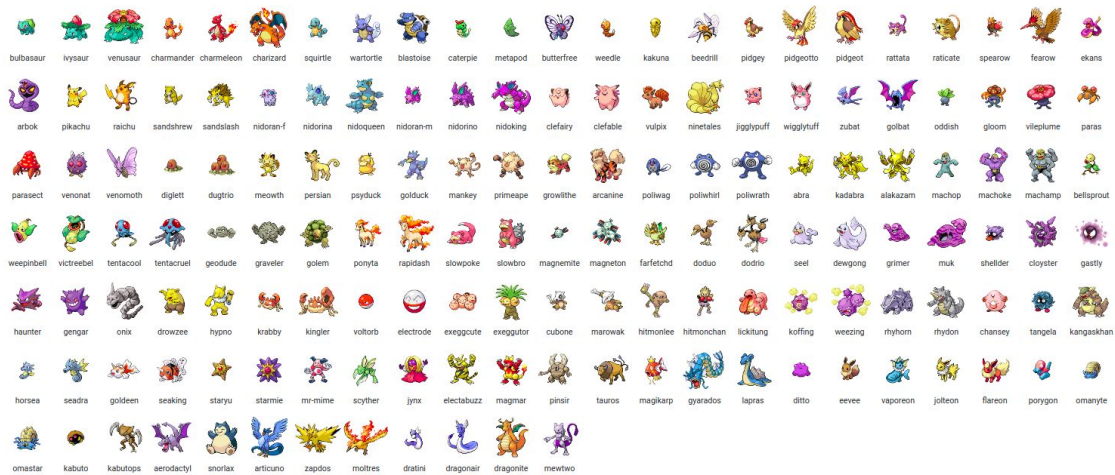 bulbasaur ivysaur venusaur charmander charmeleon charizard squirtle wartortle blastoise caterpie metapod butterfree weedle kakuna beedrill pidgey pidgeotto pidgeot rattata raticate spearow fearow ekans
arbok pikachu raichu sandshrew sandslash nidoran-f nidorina nidoqueen nidoran-m nidorino nidoking clefairy clefable vulpix ninetales jigglypuff wigglytuff zubat golbat oddish gloom vileplume paras
parasect venonat venomoth diglett dugtrio meowth persian psyduck golduck mankey primeape growlithe arcanine poliwag poliwhirl poliwrath abra kadabra alakazam machop machoke machamp bellsprout
weepinbell victreebel tentacool tentacruel geodude graveler golem ponyta rapidash slowpoke slowbro magnemite magneton farfetchd doduo dodrio seel dewgong grimer muk shellder cloyster gastly
haunter gengar onix drowzee hypno krabby kingler voltorb electrode exeggcute exeggutor cubone marowak hitmonlee hitmonchan lickitung koffing weezing rhyhorn rhydon chansey tangela kangaskhan
horsea seadra goldeen seaking staryu starmie mr-mime scyther jynx electabuzz magmar pinsir tauros magikarp gyarados lapras ditto eevee vaporeon jolteon flareon porygon omanyte
omastar kabuto kabutops aerodactyl snorlax articuno zapdos moltres dratini dragonair dragonite mewtwo